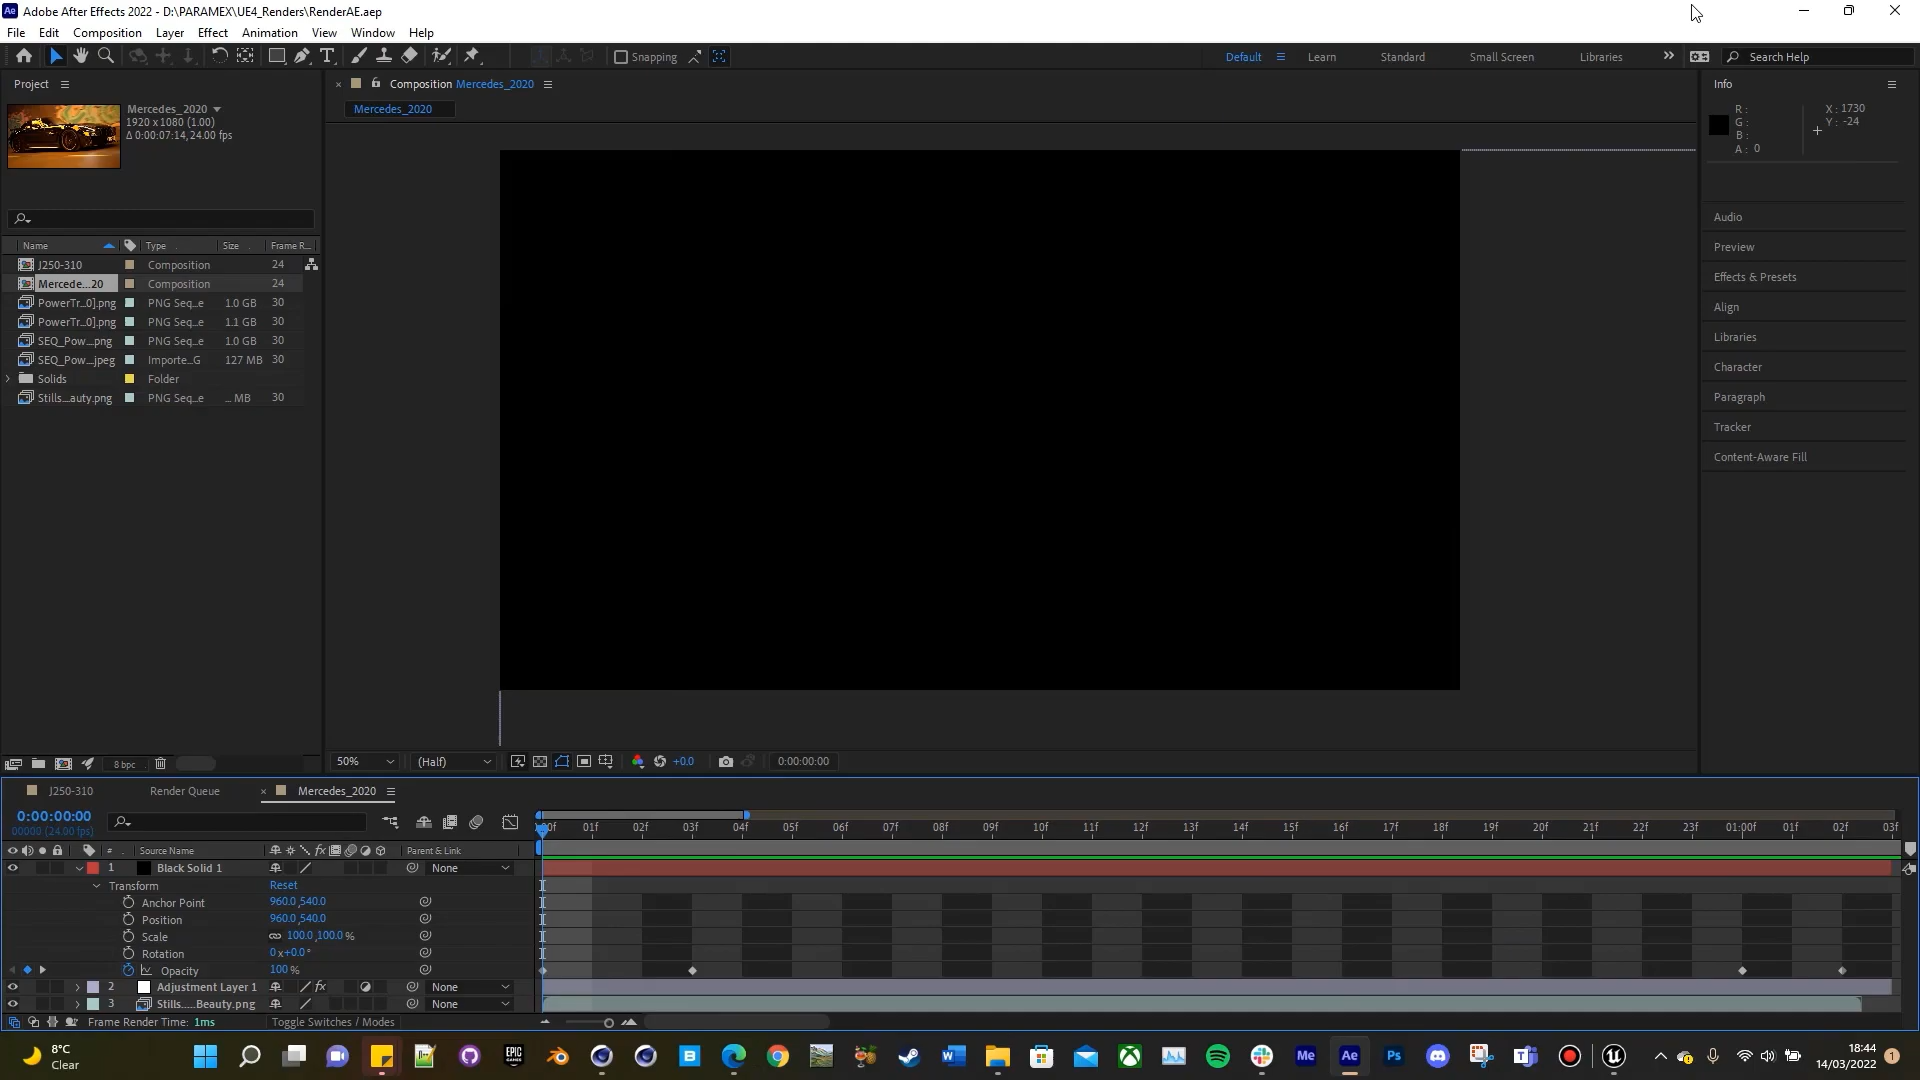 Adobe After Effects 2022 - D:\PARAMEX\UE4_Renders\RenderAE.aep
File Edit Composition Layer Effect Animation View Window Help
Snapping Default Learn Standard Small Screen Libraries Search Help
Project
Composition Mercedes_2020
Info
Mercedes_2020
1920 x 1080 (1.00)
Δ 0:00:07:14, 24.00 fps
Mercedes_2020
R :
G :
B :
A : 0
X : 1730
Y : -24
Name Type Size Frame R...
J250-310 Composition 24
Mercede...20 Composition 24
PowerTr...0].png PNG Seq...e 1.0 GB 30
PowerTr...0].png PNG Seq...e 1.1 GB 30
SEQ_Pow....png PNG Seq...e 1.0 GB 30
SEQ_Pow....jpeg Importe...G 127 MB 30
Solids Folder
Stills....auty.png PNG Seq...e ... MB 30
Audio
Preview
Effects & Presets
Align
Libraries
Character
Paragraph
Tracker
Content-Aware Fill
8 bpc
50% (Half) +0.0 0:00:00:00
J250-310 Render Queue Mercedes_2020
0:00:00:00
00000 (24.00 fps)
01f 02f 03f 04f 05f 06f 07f 08f 09f 10f 11f 12f 13f 14f 15f 16f 17f 18f 19f 20f 21f 22f 23f 01:00f 01f 02f 03f
# Source Name Parent & Link
1 Black Solid 1 None
Transform Reset
Anchor Point 960.0,540.0
Position 960.0,540.0
Scale 100.0,100.0 %
Rotation 0x+0.0°
Opacity 100 %
2 Adjustment Layer 1 fx None
3 Stills.....Beauty.png None
Frame Render Time: 1ms Toggle Switches / Modes
8°C
Clear
18:44
14/03/2022
1